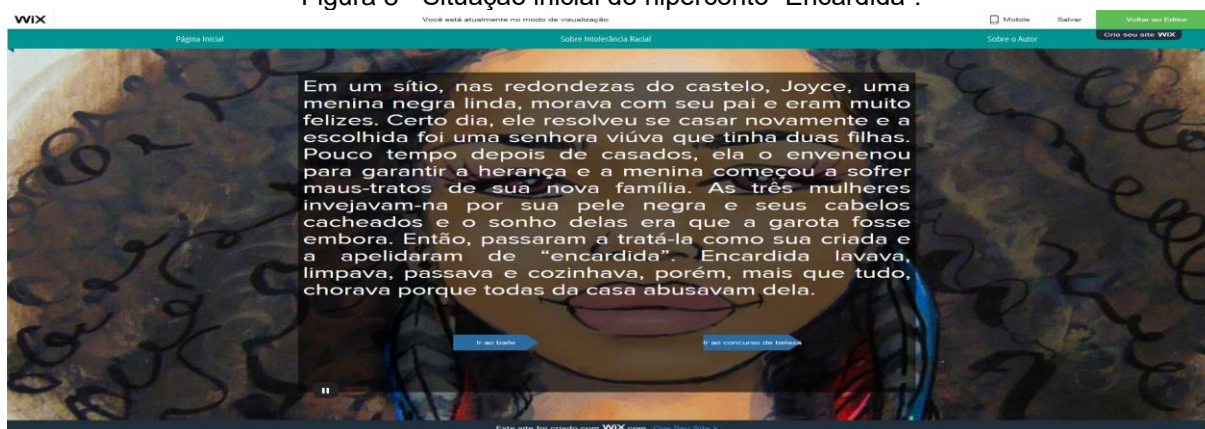 Figura 8 - Situação inicial do hiperconto "Encardida".
WiX
Você está atualmente no modo de visualização
Mobile
Salvar
Voltar ao Editor
Página Inicial
Sobre Intolerância Racial
Sobre o Autor
Crie seu site WiX
Em um sítio, nas redondezas do castelo, Joyce, uma
menina negra linda, morava com seu pai e eram muito
felizes. Certo dia, ele resolveu se casar novamente e a
escolhida foi uma senhora viúva que tinha duas filhas.
Pouco tempo depois de casados, ela o envenenou
para garantir a herança e a menina começou a sofrer
maus-tratos de sua nova família. As três mulheres
invejavam-na por sua pele negra e seus cabelos
cacheados e o sonho delas era que a garota fosse
embora. Então, passaram a tratá-la como sua criada e
a apelidaram de “encardida”. Encardida lavava,
limpava, passava e cozinhava, porém, mais que tudo,
chorava porque todas da casa abusavam dela.
Ir ao baile
Ir ao concurso de beleza
Este site foi criado com WiX.com. Crie Seu Site >